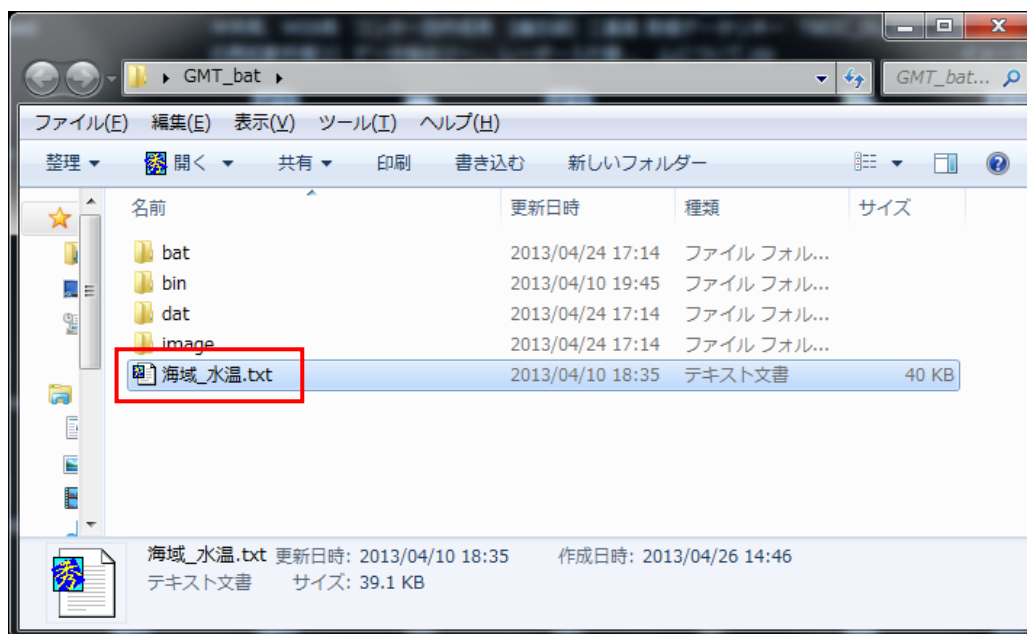 GMT_bat
GMT_bat...
ファイル(F) 編集(E) 表示(V) ツール(T) ヘルプ(H)
整理 開く 共有 印刷 書き込む 新しいフォルダー
名前 更新日時 種類 サイズ
bat 2013/04/24 17:14 ファイル フォル...
bin 2013/04/10 19:45 ファイル フォル...
dat 2013/04/24 17:14 ファイル フォル...
image 2013/04/24 17:14 ファイル フォル...
海域_水温.txt 2013/04/10 18:35 テキスト文書 40 KB
海域_水温.txt 更新日時: 2013/04/10 18:35 作成日時: 2013/04/26 14:46
テキスト文書 サイズ: 39.1 KB
秀